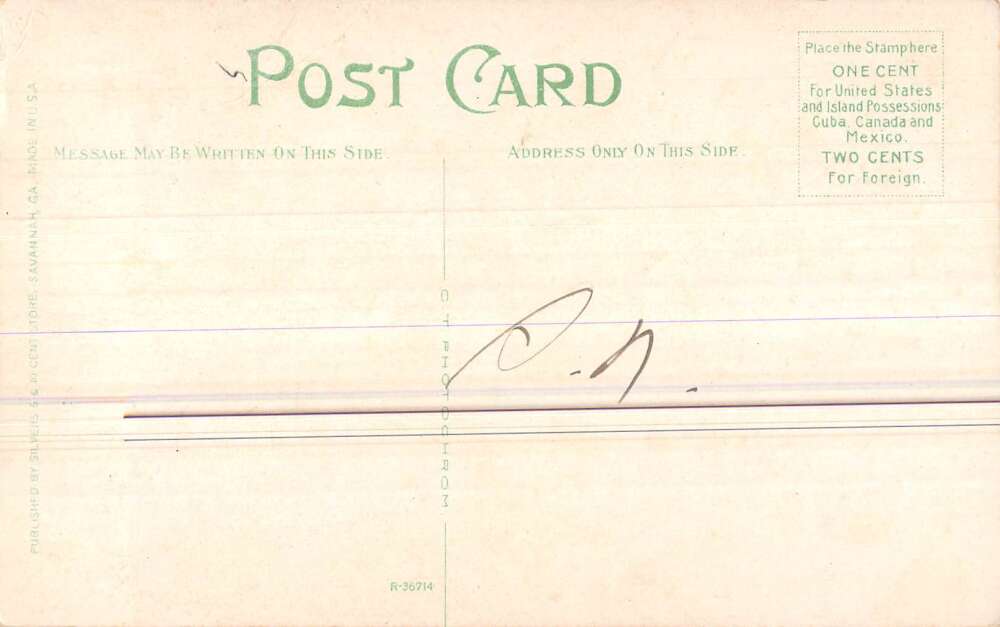 POST CARD
Place the Stamp here
ONE CENT
For United States
and Island Possessions
Cuba, Canada and
Mexico.
TWO CENTS
For Foreign.
MESSAGE MAY BE WRITTEN ON THIS SIDE.
ADDRESS ONLY ON THIS SIDE.
PUBLISHED BY SILVERS 5 & 10 CENT STORE, SAVANNAH, GA. MADE IN U.S.A
C T PHOTOCHROM
R-36714